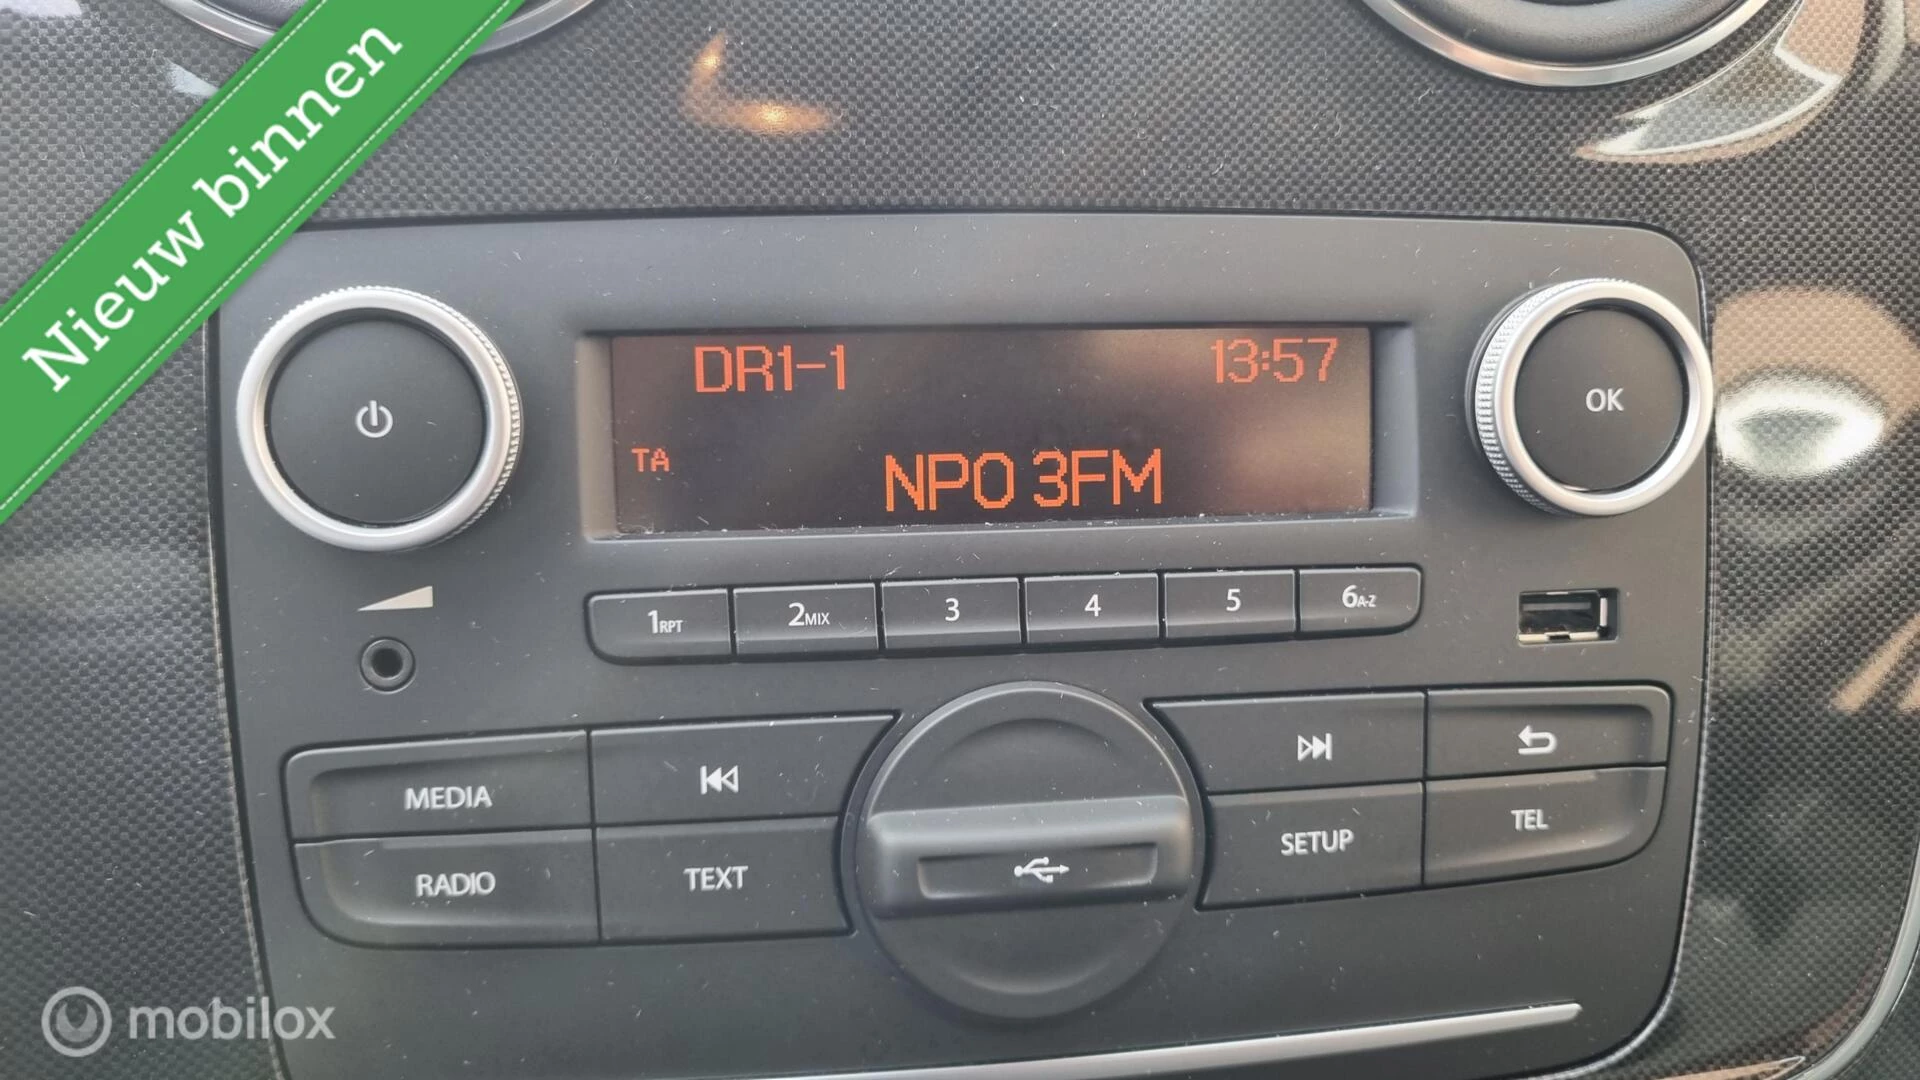 Nieuw binnen
DR1-1 13:57
TA NPO 3FM
OK
1RPT 2MIX 3 4 5 6A-Z
MEDIA
RADIO TEXT SETUP TEL
mobilox